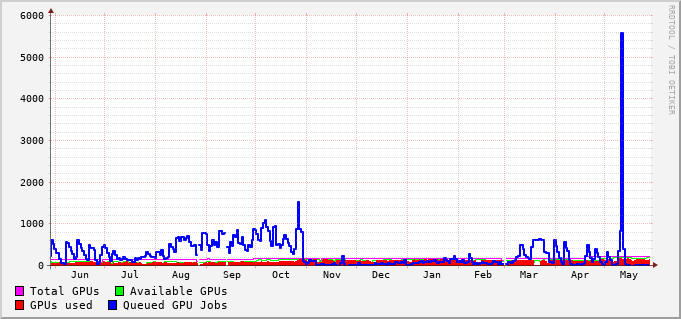 6000
5000
4000
3000
2000
1000
0
Jun Jul Aug Sep Oct Nov Dec Jan Feb Mar Apr May
Total GPUs Available GPUs
GPUs used Queued GPU Jobs
RRDTOOL / TOBI OETIKER